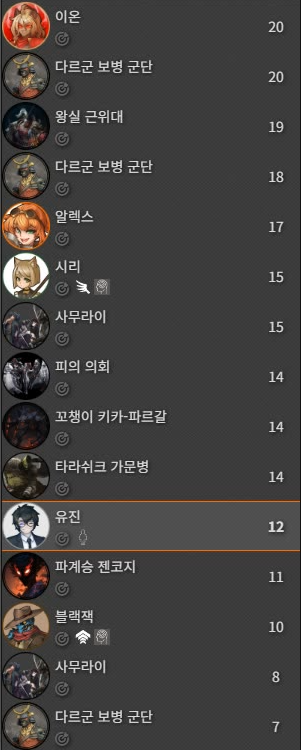 이온 20
다르군 보병 군단 20
왕실 근위대 19
다르군 보병 군단 18
알렉스 17
시리 15
사무라이 15
피의 의회 14
꼬챙이 키카-파르갈 14
타라쉬크 가문병 14
유진 12
파계승 젠코지 11
블랙잭 10
사무라이 8
다르군 보병 군단 7